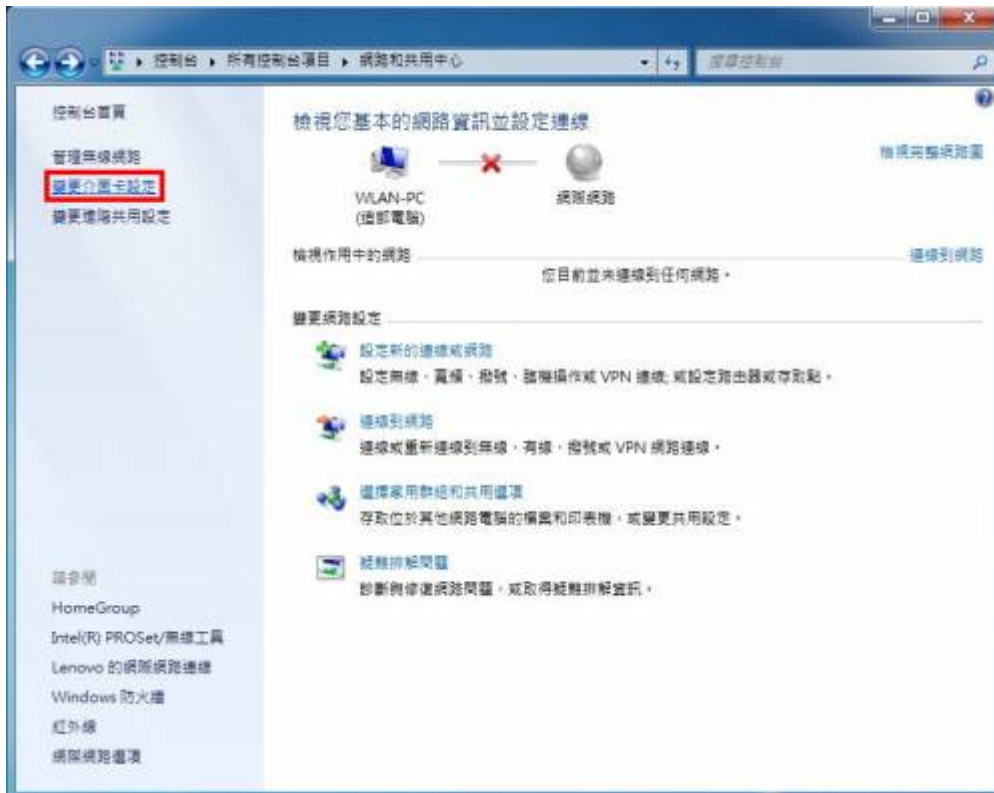 控制台 ▸ 所有控制台項目 ▸ 網路和共用中心
搜尋控制台
控制台首頁
管理無線網路
變更介面卡設定
變更進階共用設定
檢視您基本的網路資訊並設定連線
檢視完整網路圖
WLAN-PC
(這部電腦)
網際網路
檢視作用中的網路
連線到網路
您目前並未連線到任何網路。
變更網路設定
設定新的連線或網路
設定無線、寬頻、撥號、臨機操作或 VPN 連線; 或設定路由器或存取點。
連線到網路
連線或重新連線到無線、有線、撥號或 VPN 網路連線。
選擇家用群組和共用選項
存取位於其他網路電腦的檔案和印表機，或變更共用設定。
疑難排解問題
診斷與修復網路問題，或取得疑難排解資訊。
請參閱
HomeGroup
Intel(R) PROSet/無線工具
Lenovo 的網際網路連線
Windows 防火牆
紅外線
網際網路選項